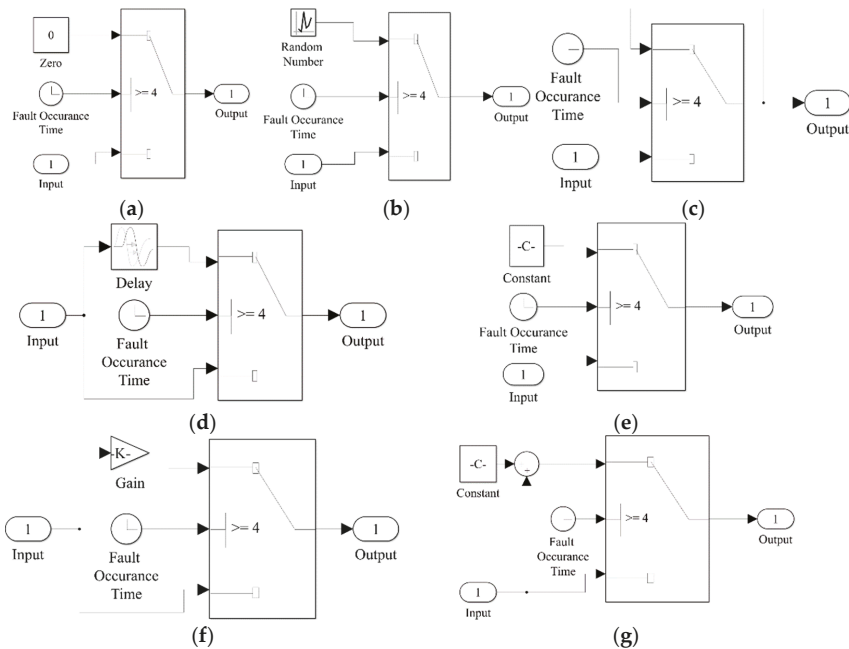 0
Zero
Fault Occurance
Time
1
Input
>= 4
1
Output
(a)
Random
Number
Fault Occurance
Time
1
Input
>= 4
1
Output
(b)
Fault
Occurance
Time
1
Input
>= 4
1
Output
(c)
Delay
1
Input
Fault
Occurance
Time
>= 4
1
Output
(d)
-C-
Constant
Fault Occurance
Time
1
Input
>= 4
1
Output
(e)
-K-
Gain
1
Input
Fault
Occurance
Time
>= 4
1
Output
(f)
-C-
Constant
+
Fault
Occurance
Time
1
Input
>= 4
1
Output
(g)